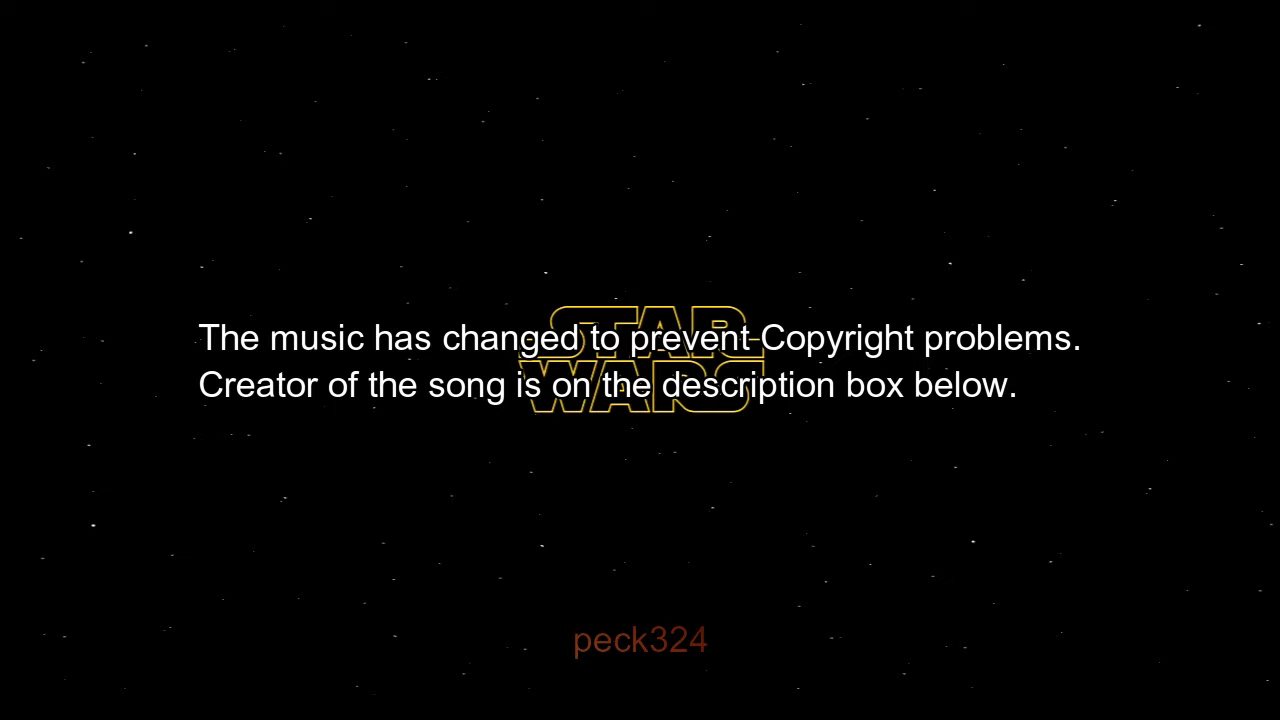 STAR
WARS
The music has changed to prevent Copyright problems.
Creator of the song is on the description box below.
peck324